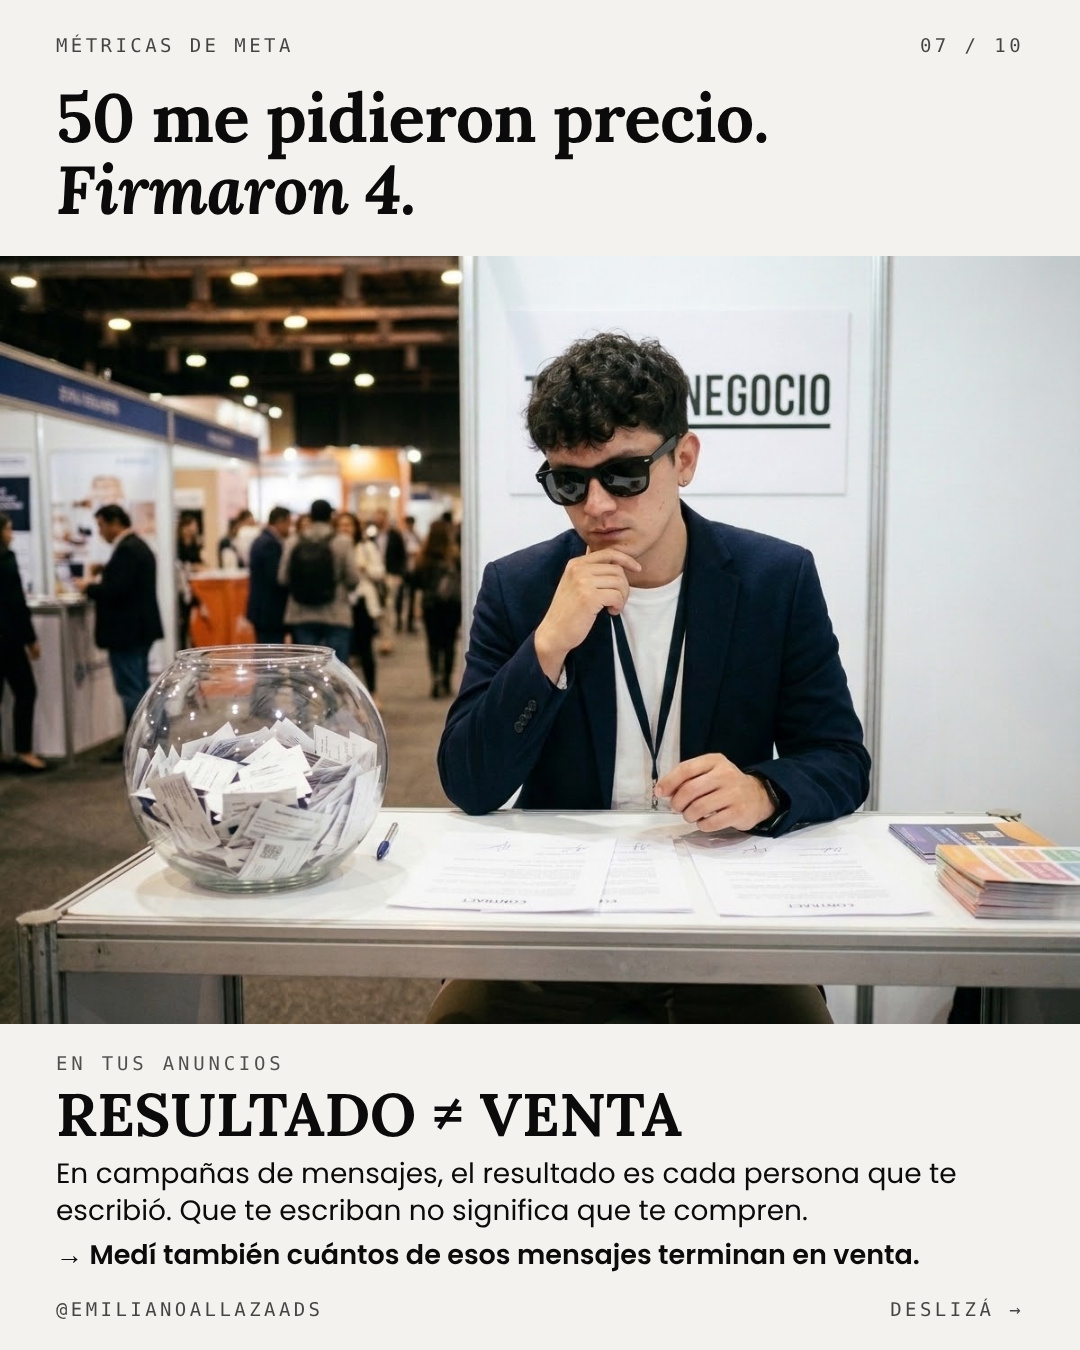 MÉTRICAS DE META
07 / 10
50 me pidieron precio.
Firmaron 4.
NEGOCIO
CONTRACT
CONTRACT
EN TUS ANUNCIOS
RESULTADO ≠ VENTA
En campañas de mensajes, el resultado es cada persona que te
escribió. Que te escriban no significa que te compren.
→ Medí también cuántos de esos mensajes terminan en venta.
@EMILIANOALLAZAADS
DESLIZÁ →